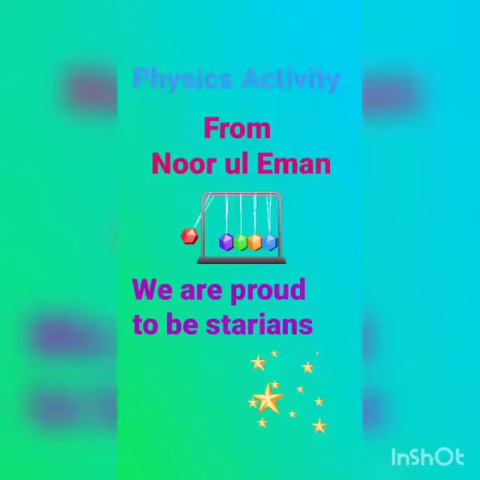 Physics Activity
From
Noor ul Eman
We are proud
to be starians
InShOt